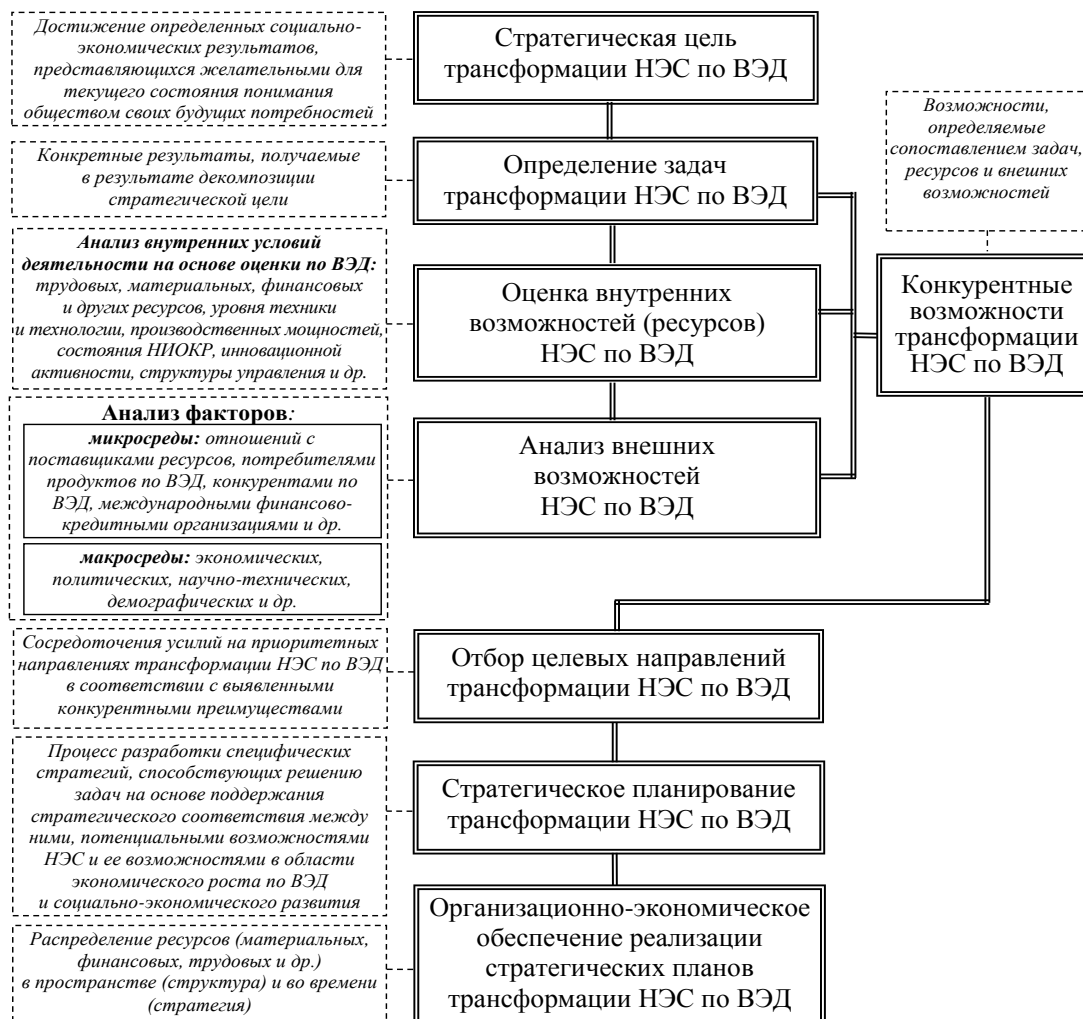 Достижение определенных социально-
экономических результатов,
представляющихся желательными для
текущего состояния понимания
обществом своих будущих потребностей
Стратегическая цель
трансформации НЭС по ВЭД
Возможности,
определяемые
сопоставлением задач,
ресурсов и внешних
возможностей
Конкретные результаты, получаемые
в результате декомпозиции
стратегической цели
Определение задач
трансформации НЭС по ВЭД
Анализ внутренних условий
деятельности на основе оценки по ВЭД:
трудовых, материальных, финансовых
и других ресурсов, уровня техники
и технологии, производственных мощностей,
состояния НИОКР, инновационной
активности, структуры управления и др.
Оценка внутренних
возможностей (ресурсов)
НЭС по ВЭД
Конкурентные
возможности
трансформации
НЭС по ВЭД
Анализ факторов:
микросреды: отношений с
поставщиками ресурсов, потребителями
продуктов по ВЭД, конкурентами по
ВЭД, международными финансово-
кредитными организациями и др.
макросреды: экономических,
политических, научно-технических,
демографических и др.
Анализ внешних
возможностей
НЭС по ВЭД
Сосредоточения усилий на приоритетных
направлениях трансформации НЭС по ВЭД
в соответствии с выявленными
конкурентными преимуществами
Отбор целевых направлений
трансформации НЭС по ВЭД
Процесс разработки специфических
стратегий, способствующих решению
задач на основе поддержания
стратегического соответствия между
ними, потенциальными возможностями
НЭС и ее возможностями в области
экономического роста по ВЭД
и социально-экономического развития
Стратегическое планирование
трансформации НЭС по ВЭД
Распределение ресурсов (материальных,
финансовых, трудовых и др.)
в пространстве (структура) и во времени
(стратегия)
Организационно-экономическое
обеспечение реализации
стратегических планов
трансформации НЭС по ВЭД